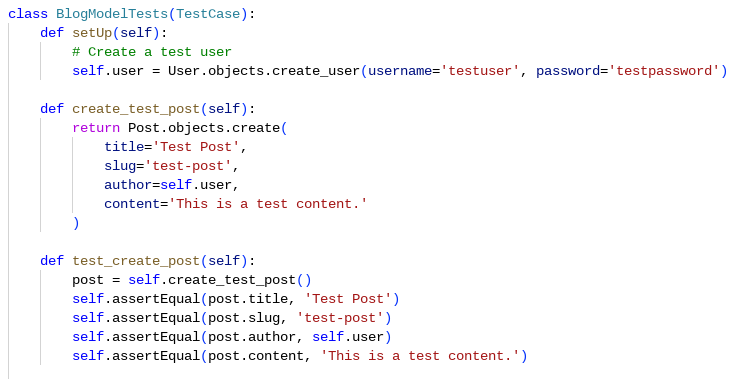 class BlogModelTests(TestCase):
    def setUp(self):
        # Create a test user
        self.user = User.objects.create_user(username='testuser', password='testpassword')

    def create_test_post(self):
        return Post.objects.create(
            title='Test Post',
            slug='test-post',
            author=self.user,
            content='This is a test content.'
        )

    def test_create_post(self):
        post = self.create_test_post()
        self.assertEqual(post.title, 'Test Post')
        self.assertEqual(post.slug, 'test-post')
        self.assertEqual(post.author, self.user)
        self.assertEqual(post.content, 'This is a test content.')